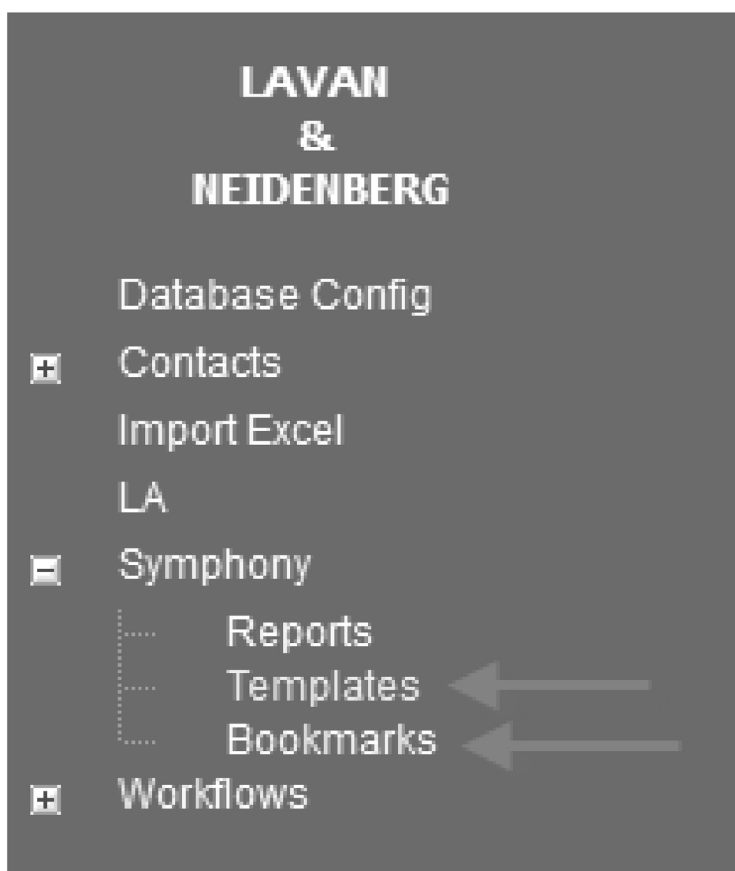 LAVAN
&
NEIDENBERG
Database Config
Contacts
Import Excel
LA
Symphony
Reports
Templates
Bookmarks
Workflows